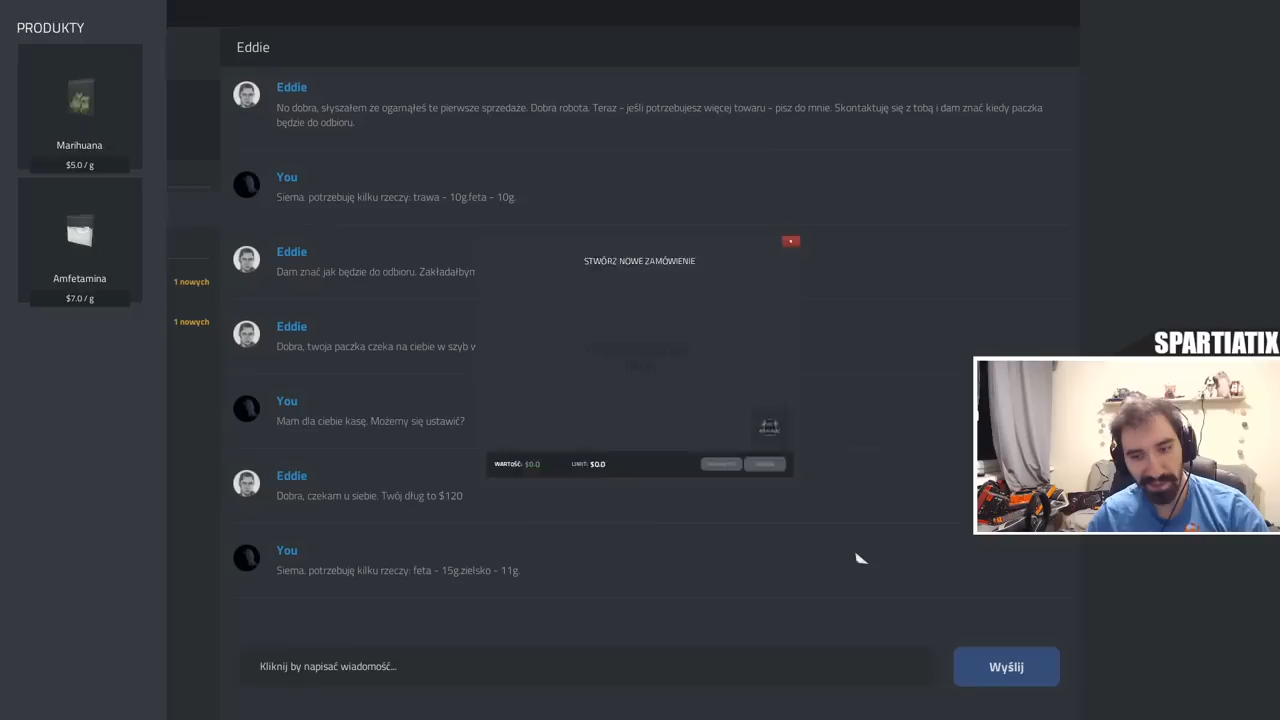 PRODUKTY
Marihuana
$5.0 / g
Amfetamina
$7.0 / g
1 nowych
1 nowych
Eddie
Eddie
No dobra, słyszałem że ogarnąłeś te pierwsze sprzedaże. Dobra robota. Teraz - jeśli potrzebujesz więcej towaru - pisz do mnie. Skontaktuję się z tobą i dam znać kiedy paczka
będzie do odbioru.
You
Siema. potrzebuję kilku rzeczy: trawa - 10g.feta - 10g.
Eddie
Dam znać jak będzie do odbioru. Zakładałbym
Eddie
Dobra, twoja paczka czeka na ciebie w szyb w
You
Mam dla ciebie kasę. Możemy się ustawić?
Eddie
Dobra, czekam u siebie. Twój dług to $120
You
Siema. potrzebuję kilku rzeczy: feta - 15g.zielsko - 11g.
STWÓRZ NOWE ZAMÓWIENIE
WARTOŚĆ: $0.0
LIMIT: $0.0
Kliknij by napisać wiadomość...
Wyślij
SPARTIATIX